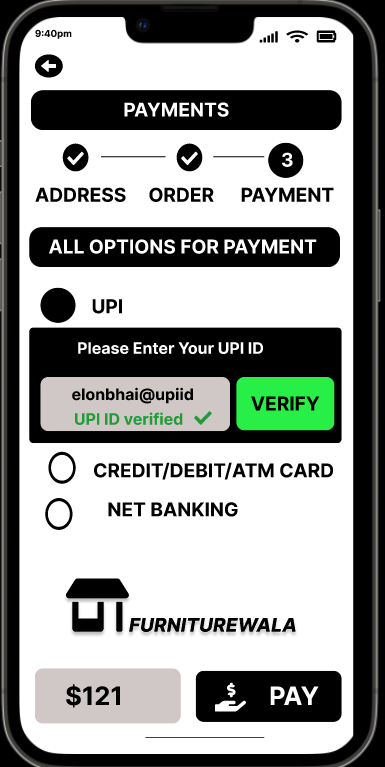 9:40pm
PAYMENTS
3
ADDRESS ORDER PAYMENT
ALL OPTIONS FOR PAYMENT
UPI
Please Enter Your UPI ID
elonbhai@upiid
UPI ID verified
VERIFY
CREDIT/DEBIT/ATM CARD
NET BANKING
FURNITUREWALA
$121
$
PAY